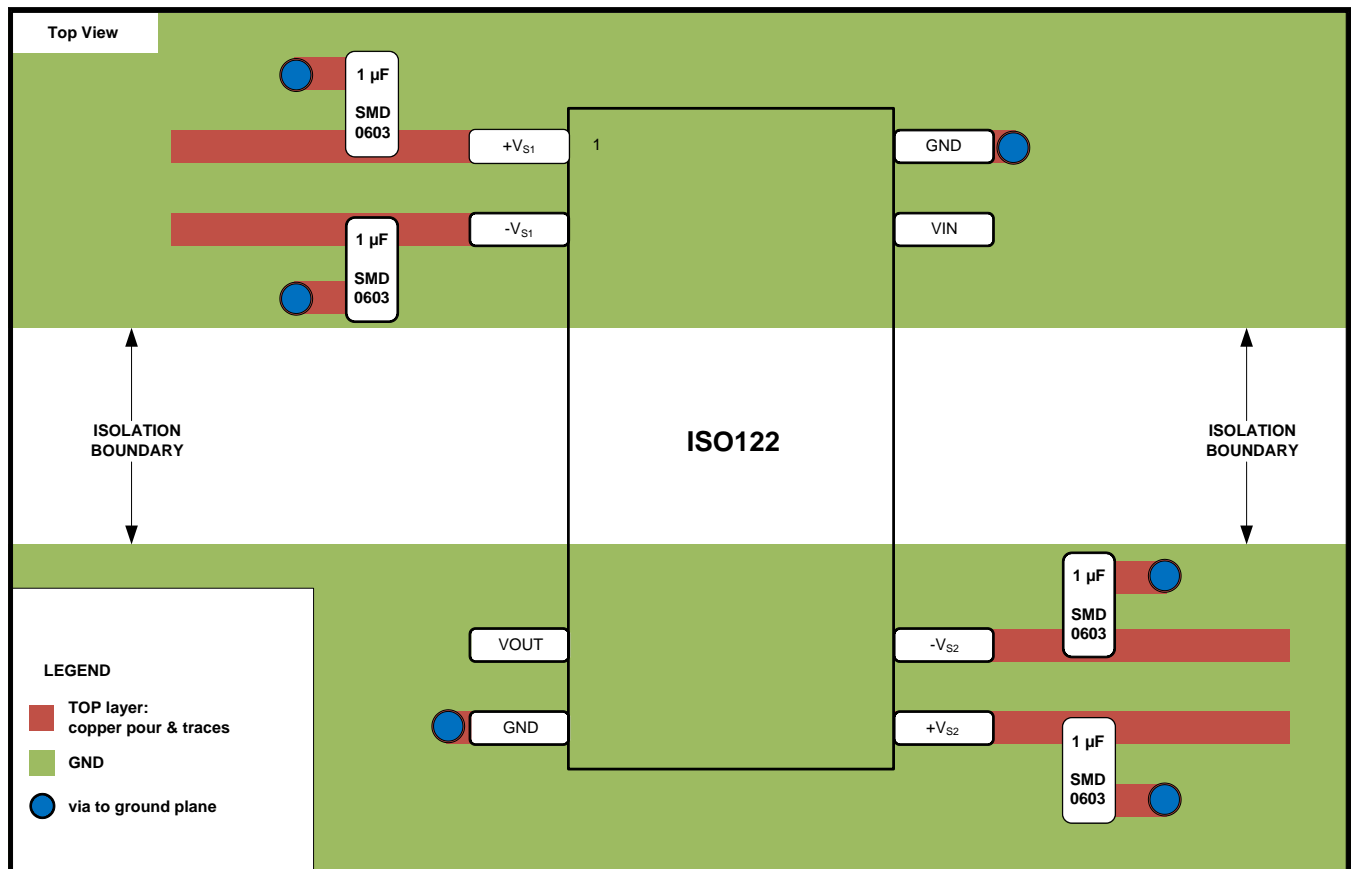 Top View
1 µF
SMD
0603
+VS1
1
GND
-VS1
1 µF
SMD
0603
VIN
ISOLATION
BOUNDARY
ISO122
ISOLATION
BOUNDARY
1 µF
SMD
0603
VOUT
-VS2
GND
+VS2
1 µF
SMD
0603
LEGEND
TOP layer:
copper pour & traces
GND
via to ground plane